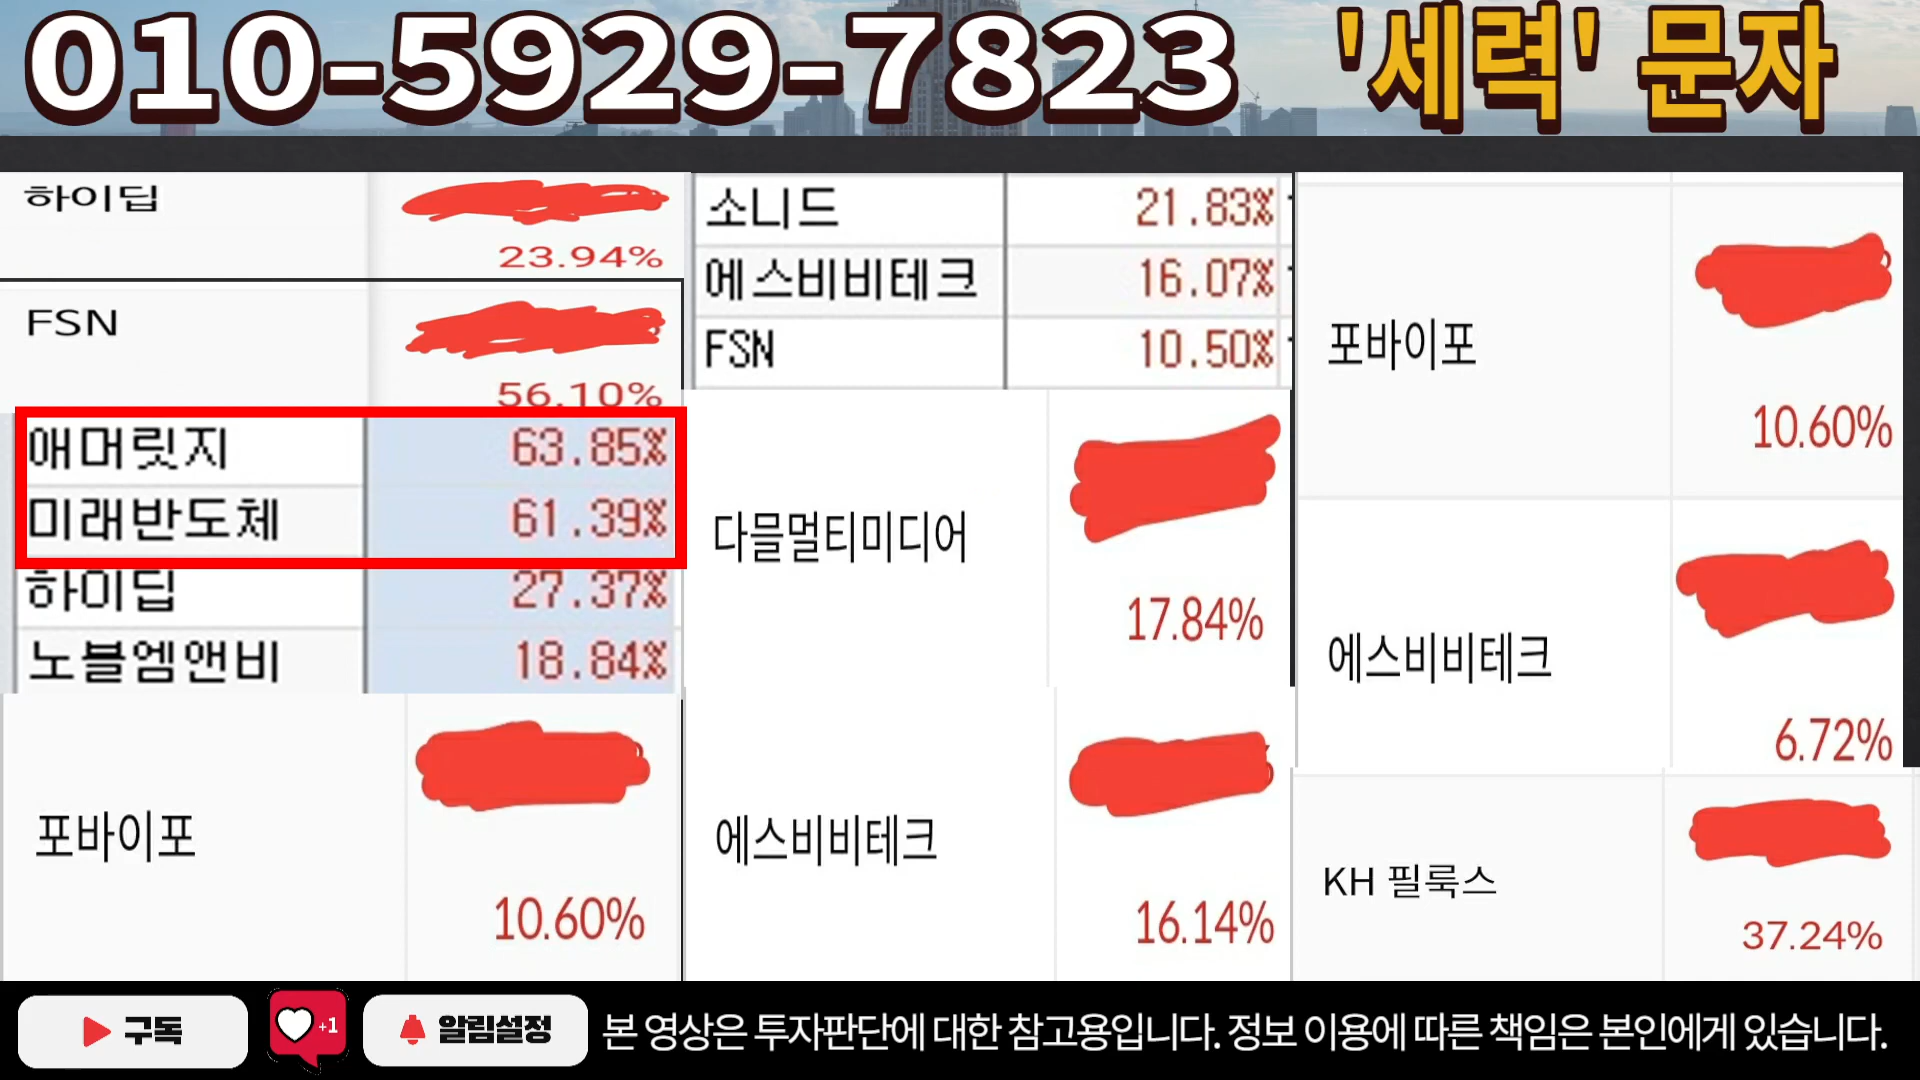 010-5929-7823 '세력' 문자
하이딥
23.94%
FSN
56.10%
애머릿지 63.85%
미래반도체 61.39%
하이딥 27.37%
노블엠앤비 18.84%
포바이포
10.60%
소니드 21.83%
에스비비테크 16.07%
FSN 10.50%
다믈멀티미디어
17.84%
에스비비테크
16.14%
포바이포
10.60%
에스비비테크
6.72%
KH 필룩스
37.24%
구독 +1 알림설정 본 영상은 투자판단에 대한 참고용입니다. 정보 이용에 따른 책임은 본인에게 있습니다.